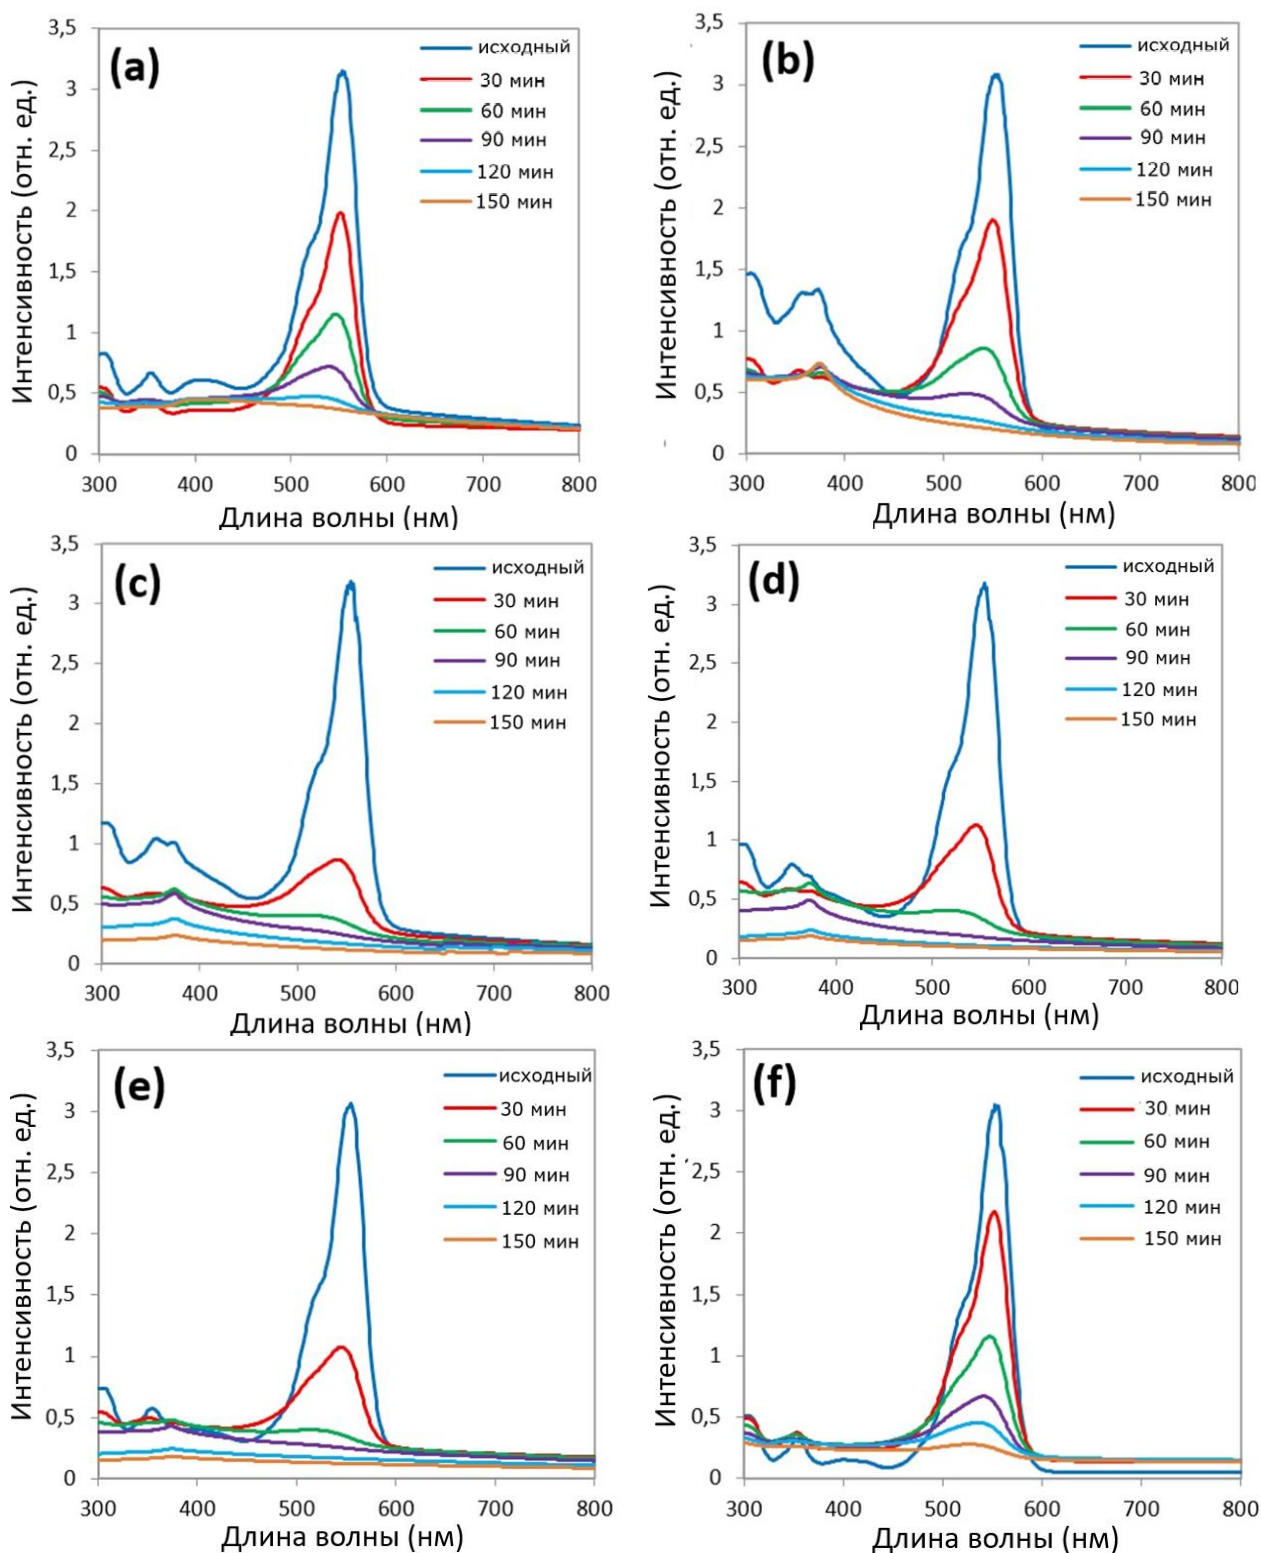 (a)
Интенсивность (отн. ед.)
3,5
3
2,5
2
1,5
1
0,5
0
исходный
30 мин
60 мин
90 мин
120 мин
150 мин
300 400 500 600 700 800
Длина волны (нм)
(b)
Интенсивность (отн. ед.)
3,5
3
2,5
2
1,5
1
0,5
0
исходный
30 мин
60 мин
90 мин
120 мин
150 мин
300 400 500 600 700 800
Длина волны (нм)
(c)
Интенсивность (отн. ед.)
3,5
3
2,5
2
1,5
1
0,5
0
исходный
30 мин
60 мин
90 мин
120 мин
150 мин
300 400 500 600 700 800
Длина волны (нм)
(d)
Интенсивность (отн. ед.)
3,5
3
2,5
2
1,5
1
0,5
0
исходный
30 мин
60 мин
90 мин
120 мин
150 мин
300 400 500 600 700 800
Длина волны (нм)
(e)
Интенсивность (отн. ед.)
3,5
3
2,5
2
1,5
1
0,5
0
исходный
30 мин
60 мин
90 мин
120 мин
150 мин
300 400 500 600 700 800
Длина волны (нм)
(f)
Интенсивность (отн. ед.)
3,5
3
2,5
2
1,5
1
0,5
0
исходный
30 мин
60 мин
90 мин
120 мин
150 мин
300 400 500 600 700 800
Длина волны (нм)